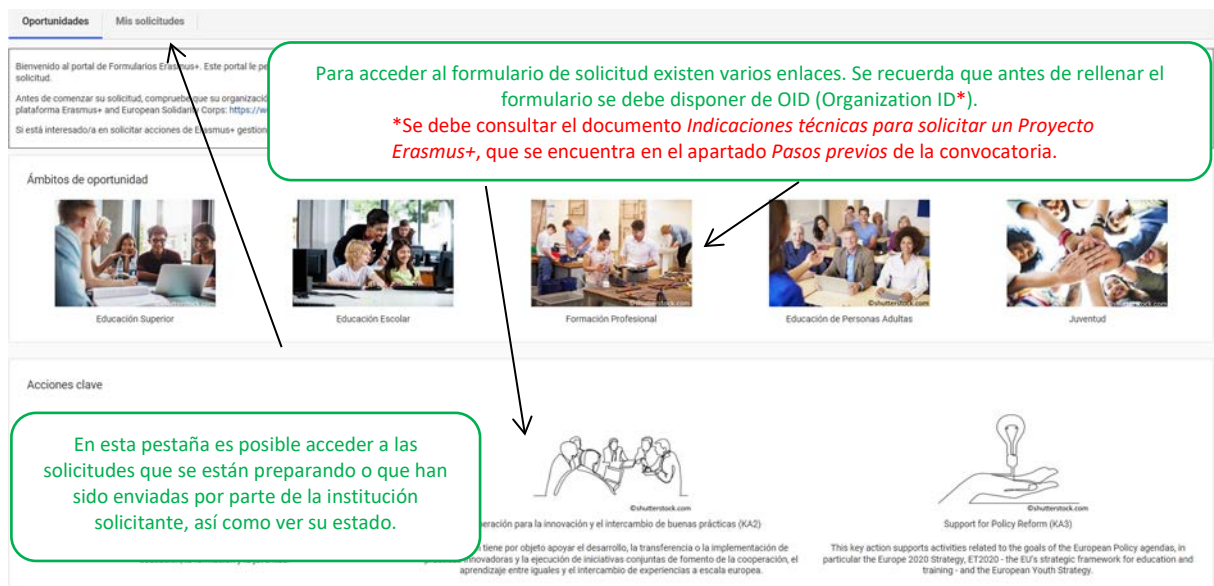 Oportunidades
Mis solicitudes
Bienvenido al portal de Formularios Erasmus+. Este portal le pe
solicitud.
Antes de comenzar su solicitud, compruebe que su organizació
plataforma Erasmus+ and European Solidarity Corps: https://w
Si está interesado/a en solicitar acciones de Erasmus+ gestion
Para acceder al formulario de solicitud existen varios enlaces. Se recuerda que antes de rellenar el
formulario se debe disponer de OID (Organization ID*).
*Se debe consultar el documento Indicaciones técnicas para solicitar un Proyecto
Erasmus+, que se encuentra en el apartado Pasos previos de la convocatoria.
Ámbitos de oportunidad
©shutterstock.com
©shutterstock.com
©shutterstock.com
©shutterstock.com
©shutterstock.com
Educación Superior
Educación Escolar
Formación Profesional
Educación de Personas Adultas
Juventud
Acciones clave
En esta pestaña es posible acceder a las
solicitudes que se están preparando o que han
sido enviadas por parte de la institución
solicitante, así como ver su estado.
©shutterstock.com
©shutterstock.com
eración para la innovación y el intercambio de buenas prácticas (KA2)
tiene por objeto apoyar el desarrollo, la transferencia o la implementación de
innovadoras y la ejecución de iniciativas conjuntas de fomento de la cooperación, el
aprendizaje entre iguales y el intercambio de experiencias a escala europea.
Support for Policy Reform (KA3)
This key action supports activities related to the goals of the European Policy agendas, in
particular the Europe 2020 Strategy, ET2020 - the EU's strategic framework for education and
training - and the European Youth Strategy.